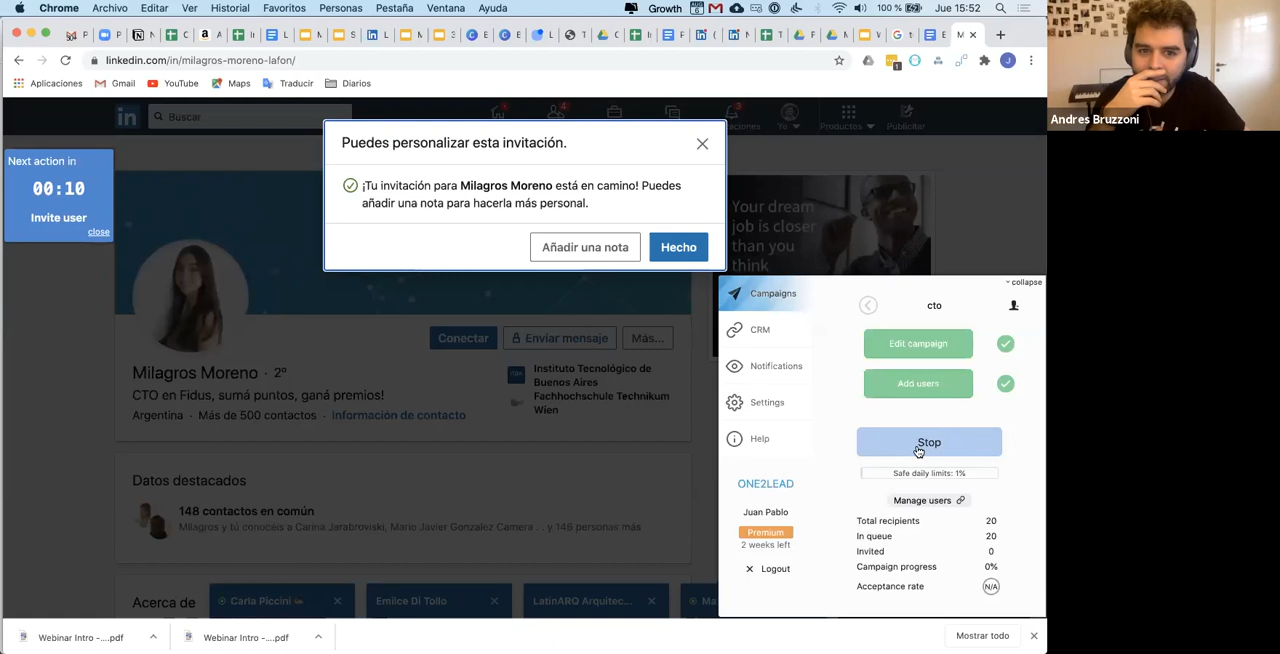 Chrome Archivo Editar Ver Historial Favoritos Personas Pestaña Ventana Ayuda Growth 100 % Jue 15:52
linkedin.com/in/milagros-moreno-lafon/
Aplicaciones Gmail YouTube Maps Traducir Diarios
Buscar
Yo Productos Publicitar
Andres Bruzzoni
Puedes personalizar esta invitación.
Next action in
00:10
Invite user
close
¡Tu invitación para Milagros Moreno está en camino! Puedes
añadir una nota para hacerla más personal.
Añadir una nota Hecho
Your dream
job is closer
than you
think
collapse
Conectar Enviar mensaje Más...
Milagros Moreno · 2º
CTO en Fidus, sumá puntos, ganá premios!
Argentina · Más de 500 contactos · Información de contacto
Instituto Tecnológico de
Buenos Aires
Fachhochschule Technikum
Wien
Datos destacados
148 contactos en común
Milagros y tú conocéis a Carina Jarabrovski, Mario Javier Gonzalez Camera . . y 146 personas más
Acerca de
Carla Piccini
Emilce Di Tollo
LatinARQ Arquitec...
Campaigns
CRM
Notifications
Settings
Help
ONE2LEAD
Juan Pablo
Premium
2 weeks left
Logout
cto
Edit campaign
Add users
Stop
Safe daily limits: 1%
Manage users
Total recipients 20
In queue 20
Invited 0
Campaign progress 0%
Acceptance rate N/A
Webinar Intro -....pdf
Webinar Intro -....pdf
Mostrar todo